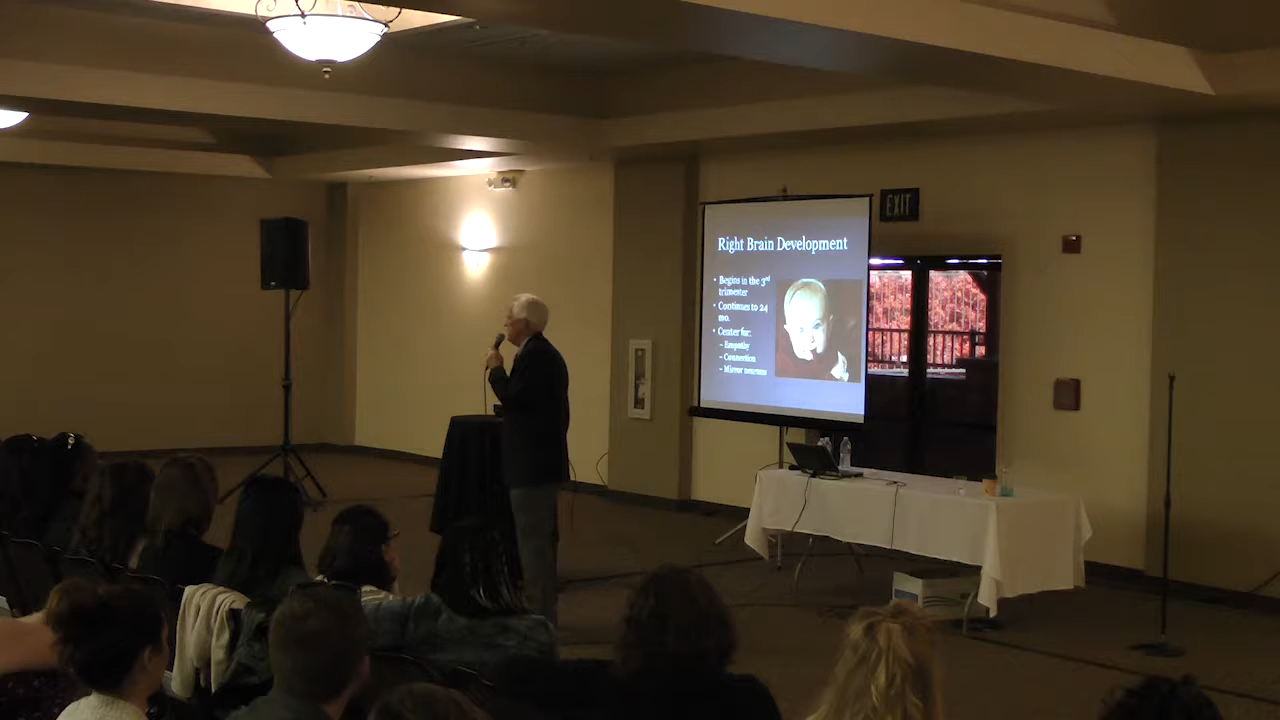 EXIT
Right Brain Development
• Begins in the 3rd
trimester
• Continues to 24
mo.
• Center for:
– Empathy
– Connection
– Mirror neurons